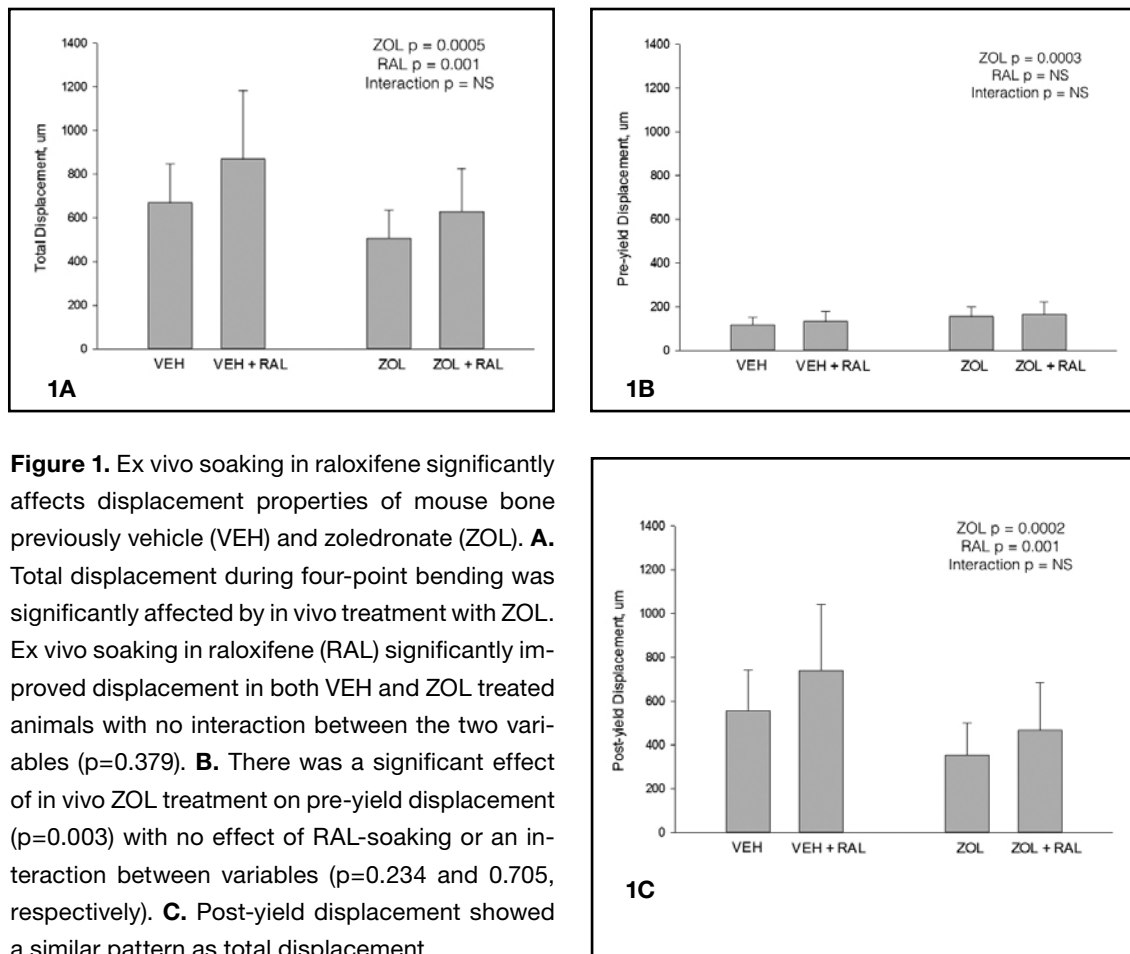 1400
1200
1000
800
600
400
200
0
Total Displacement, um
ZOL p = 0.0005
RAL p = 0.001
Interaction p = NS
VEH VEH + RAL ZOL ZOL + RAL
1A
1400
1200
1000
800
600
400
200
0
Pre-yield Displacement, um
ZOL p = 0.0003
RAL p = NS
Interaction p = NS
VEH VEH + RAL ZOL ZOL + RAL
1B
Figure 1. Ex vivo soaking in raloxifene significantly
affects displacement properties of mouse bone
previously vehicle (VEH) and zoledronate (ZOL). A.
Total displacement during four-point bending was
significantly affected by in vivo treatment with ZOL.
Ex vivo soaking in raloxifene (RAL) significantly im-
proved displacement in both VEH and ZOL treated
animals with no interaction between the two vari-
ables (p=0.379). B. There was a significant effect
of in vivo ZOL treatment on pre-yield displacement
(p=0.003) with no effect of RAL-soaking or an in-
teraction between variables (p=0.234 and 0.705,
respectively). C. Post-yield displacement showed
a similar pattern as total displacement
1400
1200
1000
800
600
400
200
0
Post-yield Displacement, um
ZOL p = 0.0002
RAL p = 0.001
Interaction p = NS
VEH VEH + RAL ZOL ZOL + RAL
1C